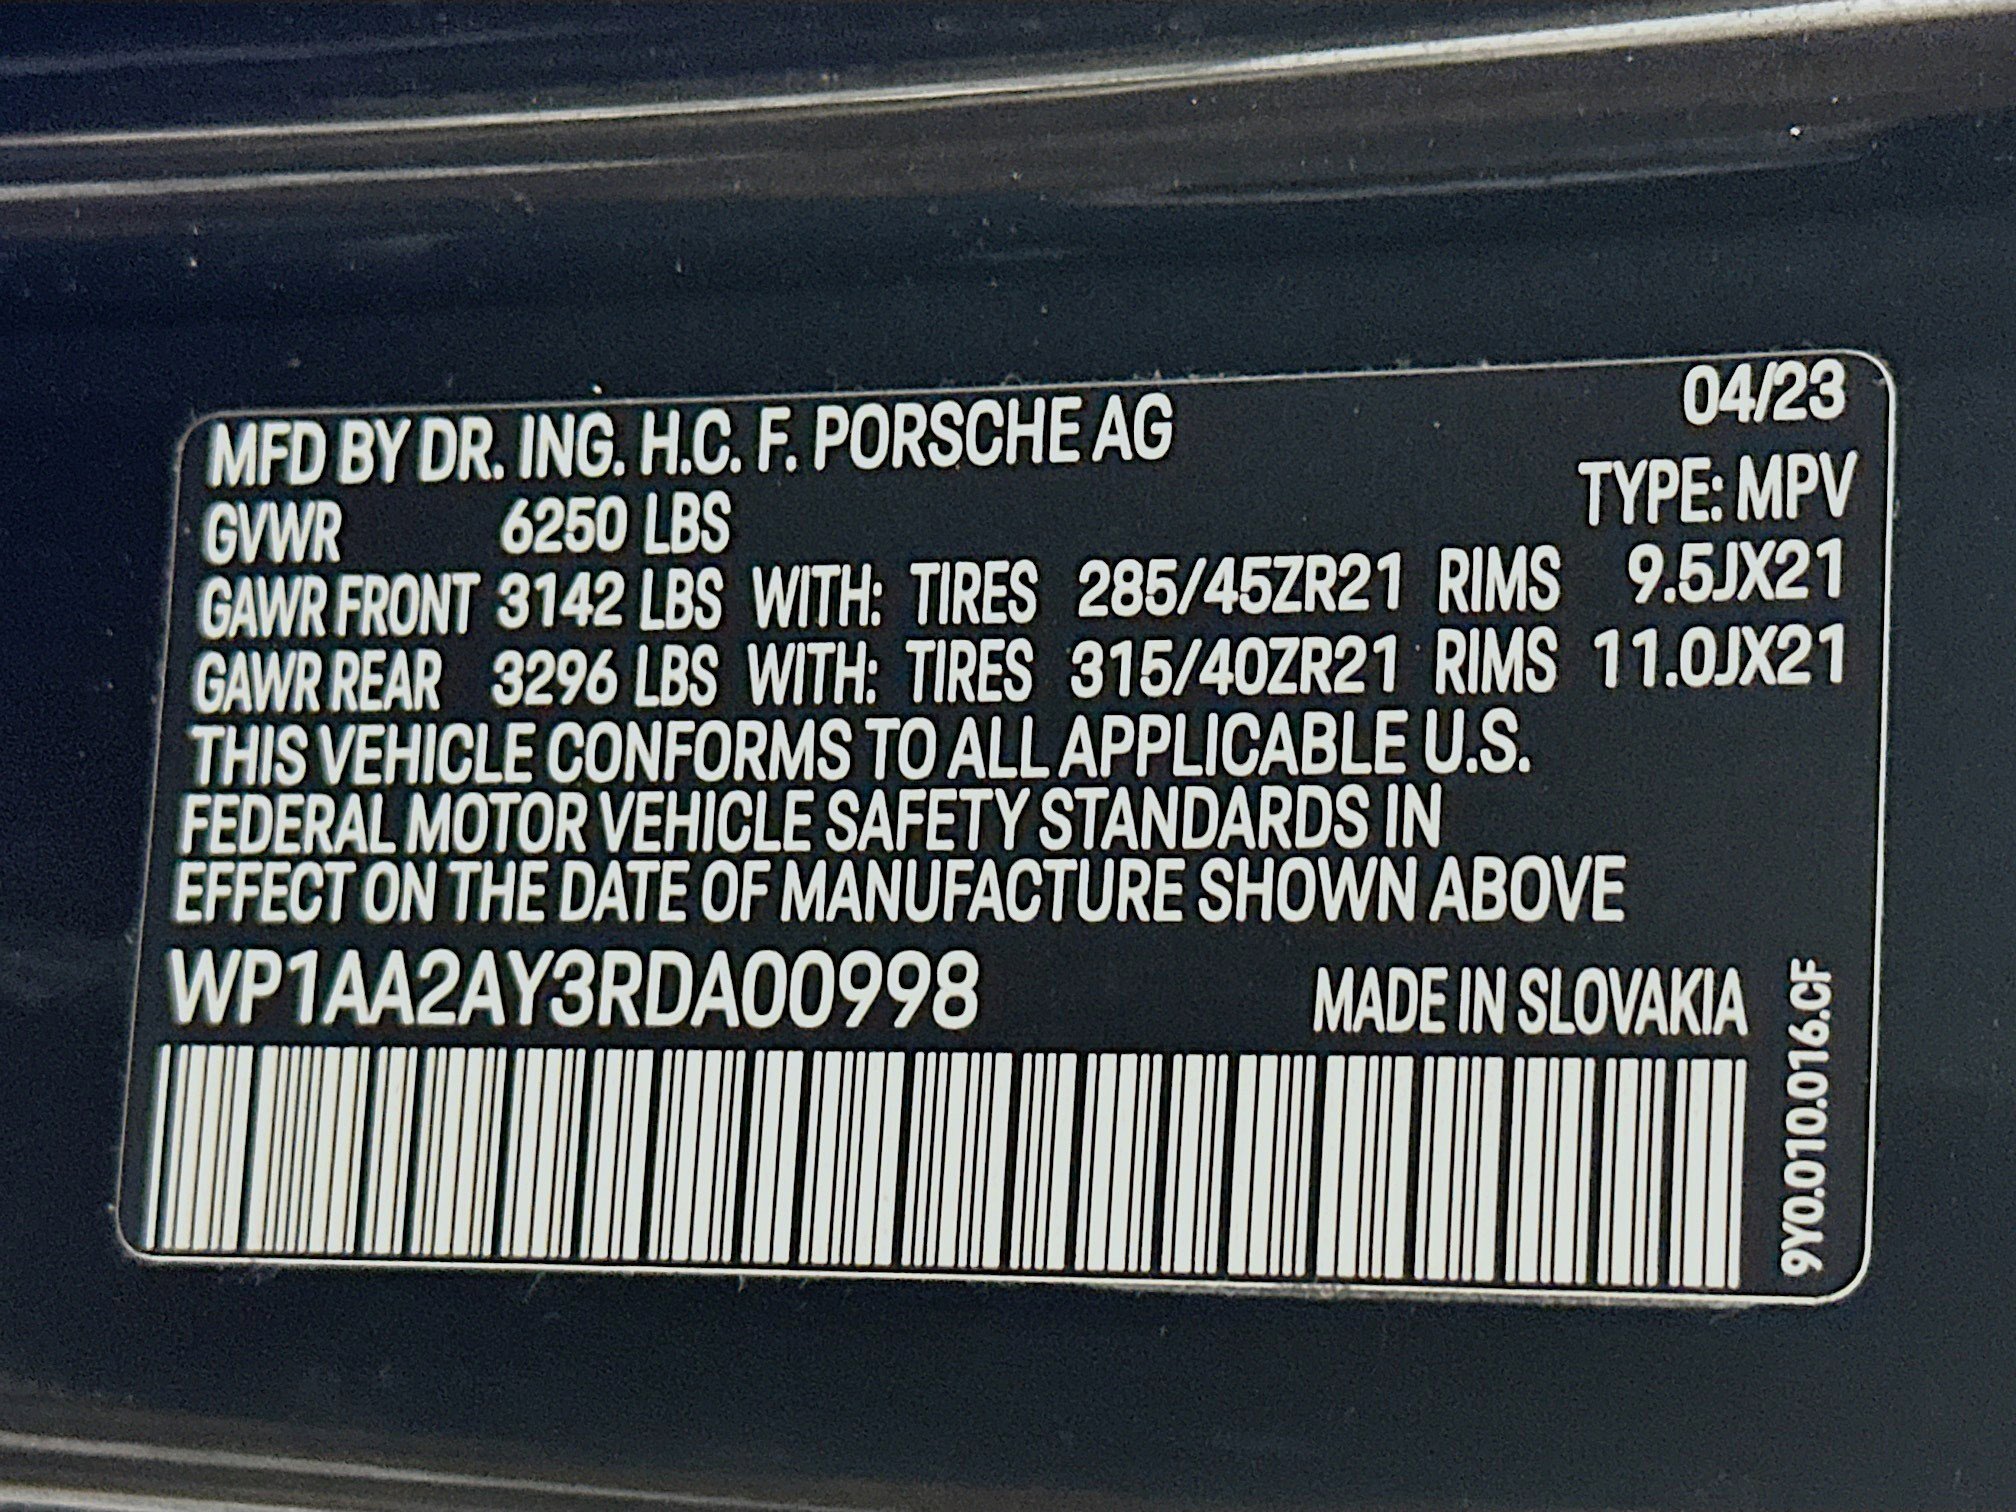 MFD BY DR. ING. H.C. F. PORSCHE AG 04/23
GVWR 6250 LBS TYPE: MPV
GAWR FRONT 3142 LBS WITH: TIRES 285/45ZR21 RIMS 9.5JX21
GAWR REAR 3296 LBS WITH: TIRES 315/40ZR21 RIMS 11.0JX21
THIS VEHICLE CONFORMS TO ALL APPLICABLE U.S.
FEDERAL MOTOR VEHICLE SAFETY STANDARDS IN
EFFECT ON THE DATE OF MANUFACTURE SHOWN ABOVE
WP1AA2AY3RDA00998 MADE IN SLOVAKIA
9Y0.010.016.CF